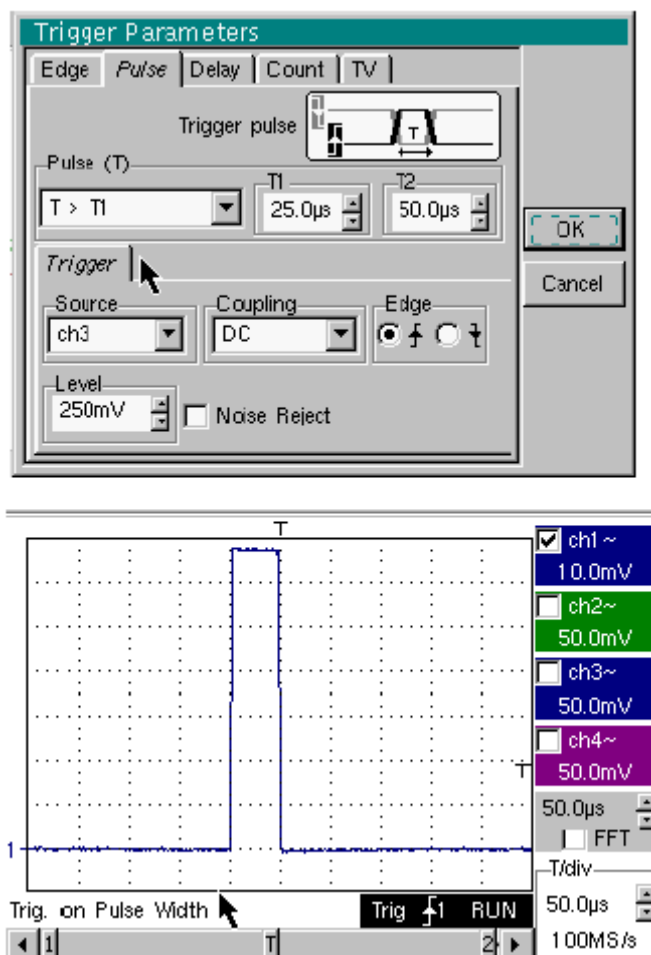 Trigger Parameters
Edge Pulse Delay Count TV
Trigger pulse
T
Pulse (T)
T > T1
T1
25.0µs
T2
50.0µs
OK
Cancel
Trigger
Source
ch3
Coupling
DC
Edge
Level
250mV
Noise Reject
T
ch1~
10.0mV
ch2~
50.0mV
ch3~
50.0mV
ch4~
50.0mV
T
50.0µs
FFT
1
T/div
50.0µs
100MS/s
Trig. on Pulse Width
Trig 1 RUN
1 T 2